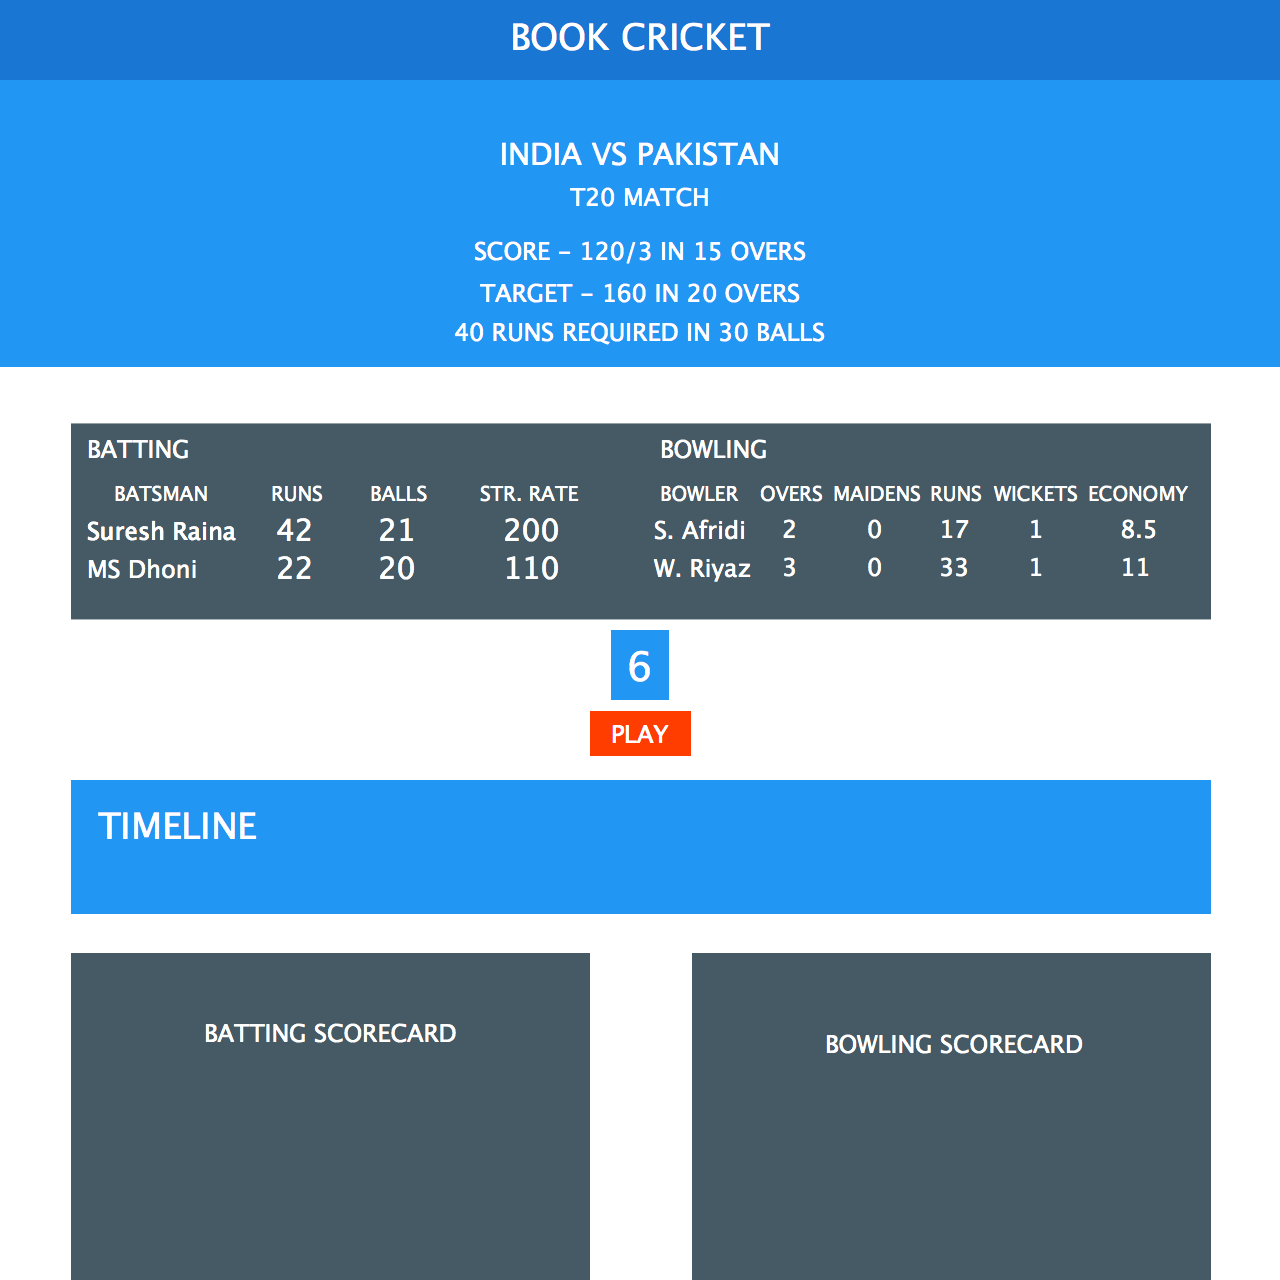 BOOK CRICKET
INDIA VS PAKISTAN
T20 MATCH
SCORE - 120/3 IN 15 OVERS
TARGET - 160 IN 20 OVERS
40 RUNS REQUIRED IN 30 BALLS
BATTING
BATSMAN RUNS BALLS STR. RATE
Suresh Raina 42 21 200
MS Dhoni 22 20 110
BOWLING
BOWLER OVERS MAIDENS RUNS WICKETS ECONOMY
S. Afridi 2 0 17 1 8.5
W. Riyaz 3 0 33 1 11
6
PLAY
TIMELINE
BATTING SCORECARD
BOWLING SCORECARD